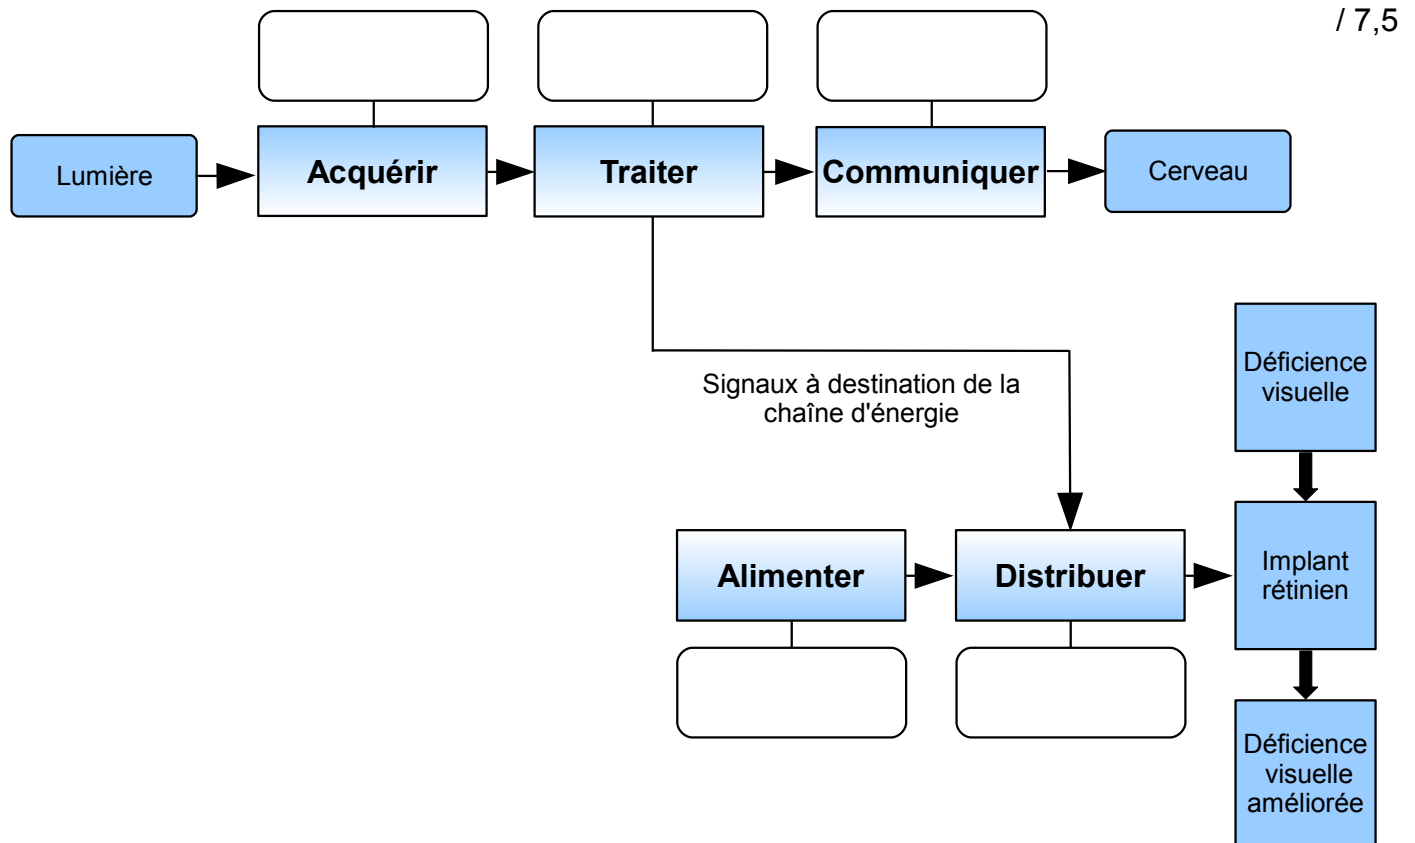 / 7,5
Lumière
Acquérir
Traiter
Communiquer
Cerveau
Signaux à destination de la
chaîne d'énergie
Déficience
visuelle
Alimenter
Distribuer
Implant
rétinien
Déficience
visuelle
améliorée